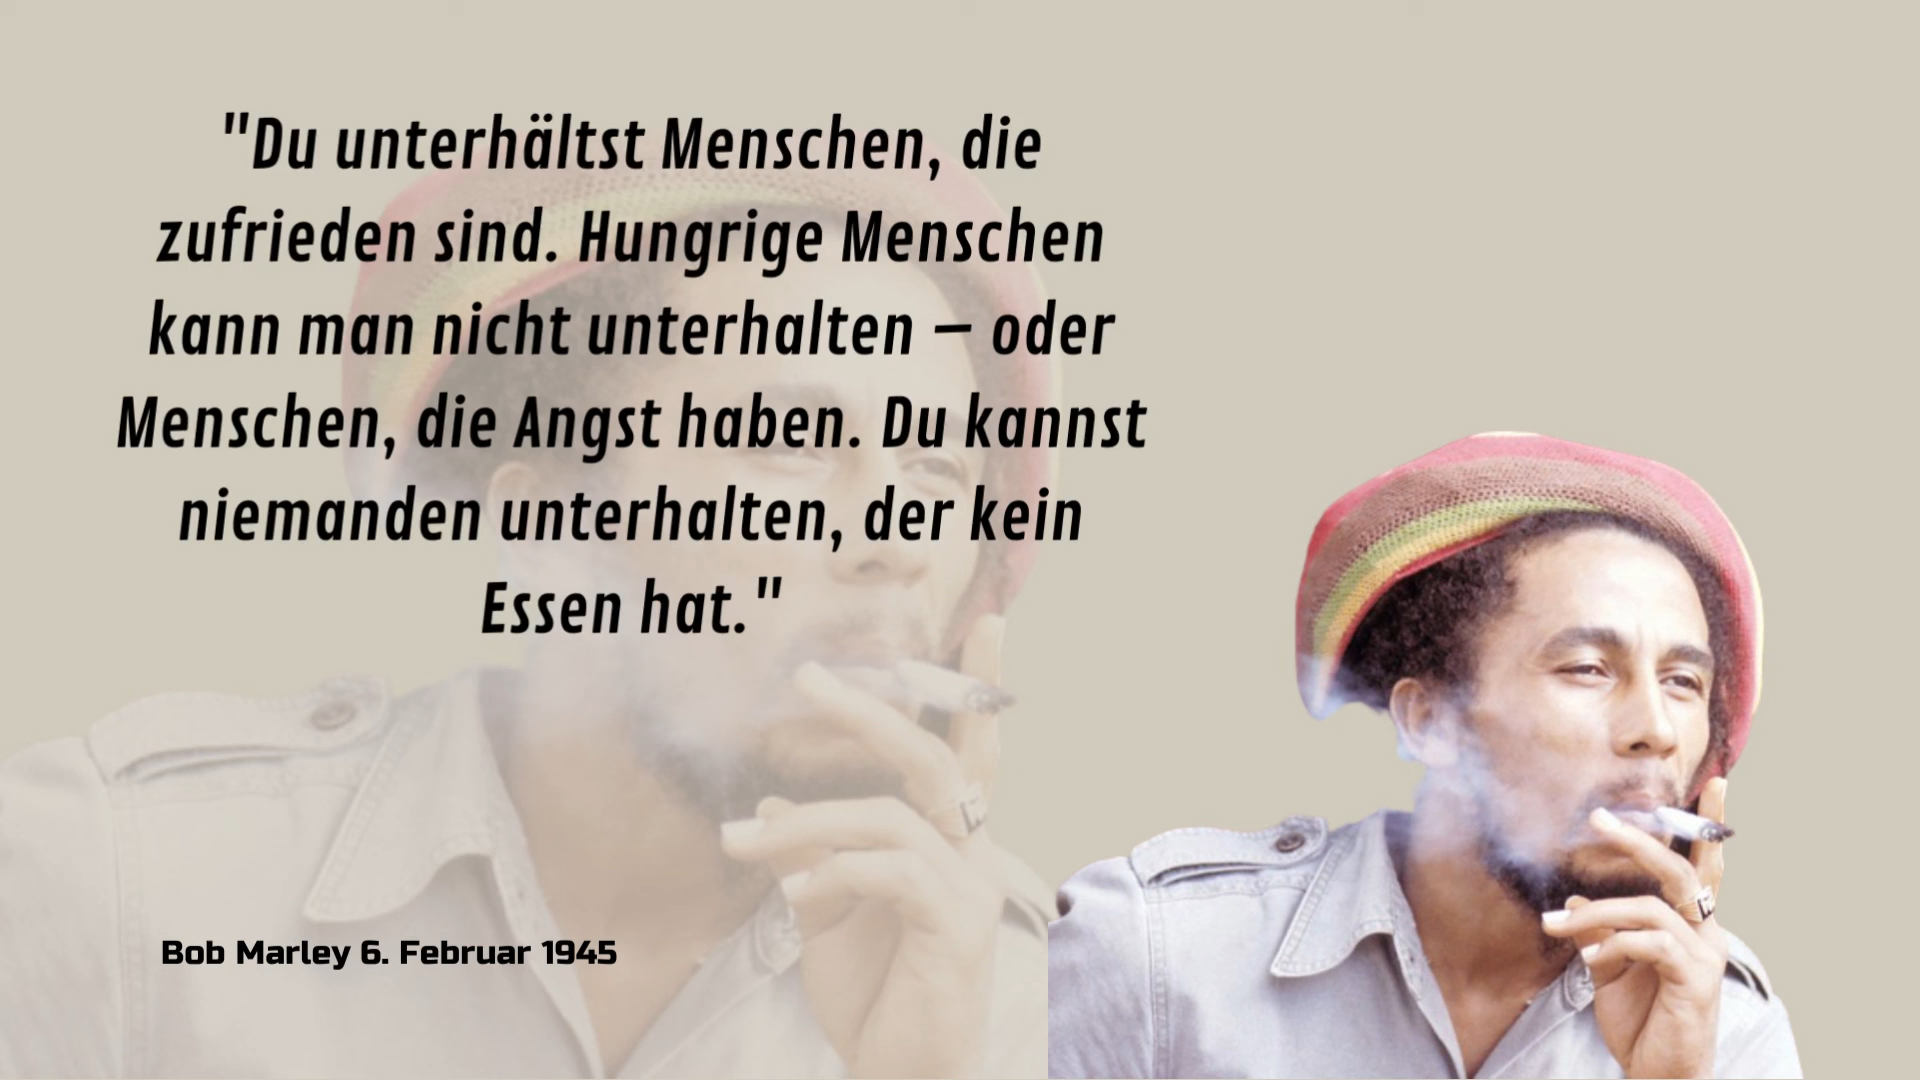 "Du unterhältst Menschen, die
zufrieden sind. Hungrige Menschen
kann man nicht unterhalten – oder
Menschen, die Angst haben. Du kannst
niemanden unterhalten, der kein
Essen hat."
Bob Marley 6. Februar 1945